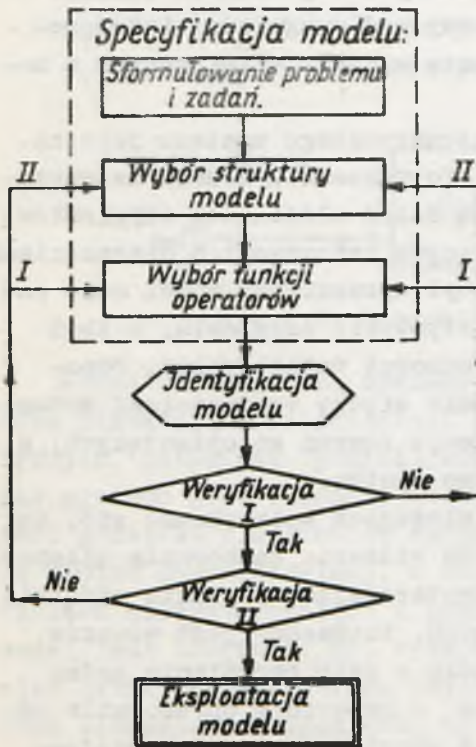 Specyfikacja modelu:
Sformułowanie problemu
i zadań.
II
Wybór struktury
modelu
II
I
Wybór funkcji
operatorów
I
Identyfikacja
modelu
Weryfikacja
I
Nie
Tak
Nie
Weryfikacja
II
Tak
Eksploatacja
modelu